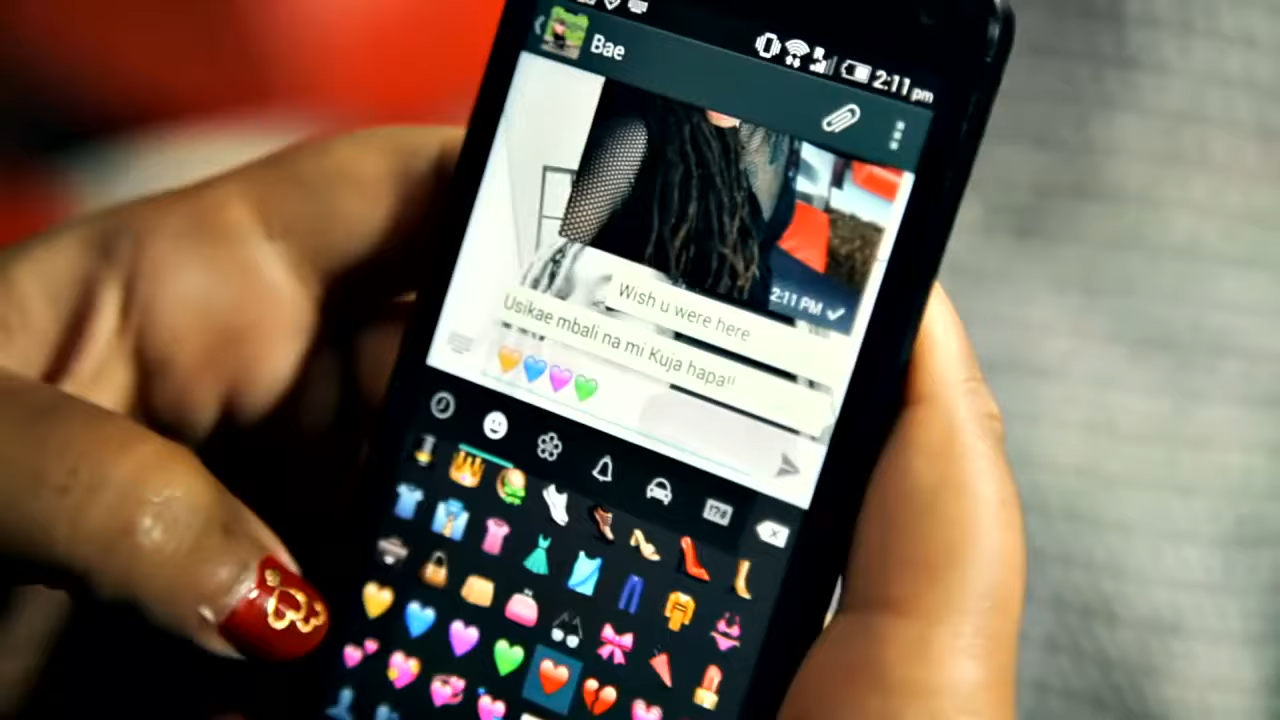 Bae
R
2:11 pm
2:11 PM
Wish u were here
Usikae mbali na mi Kuja hapa"
!?#